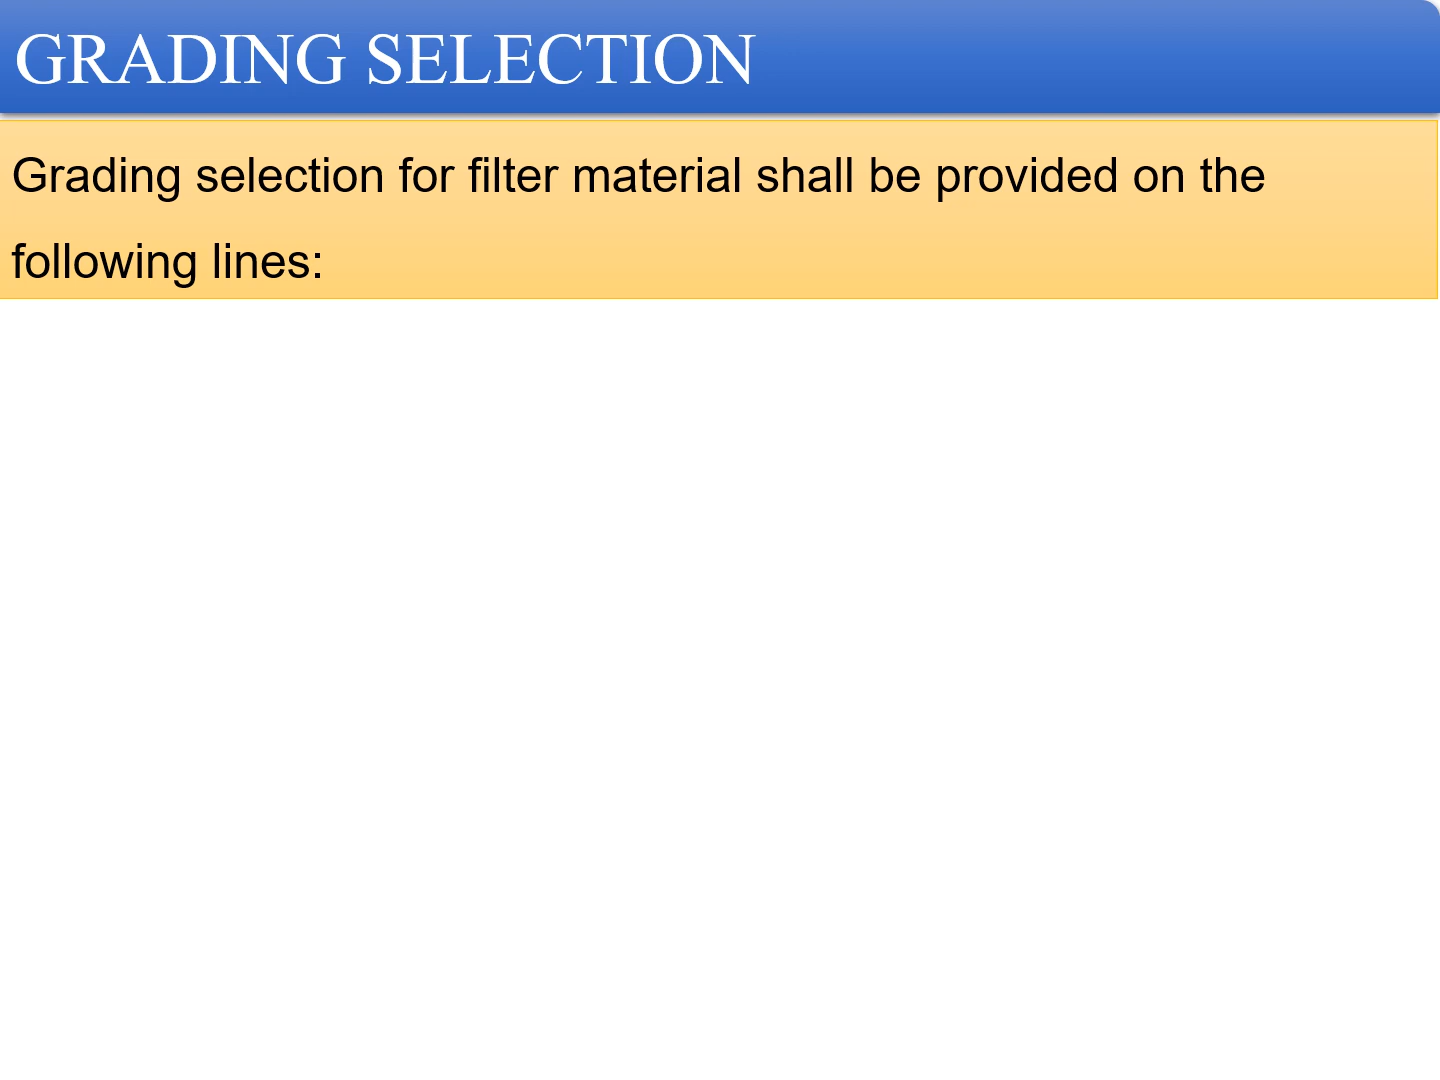 GRADING SELECTION
Grading selection for filter material shall be provided on the
following lines: